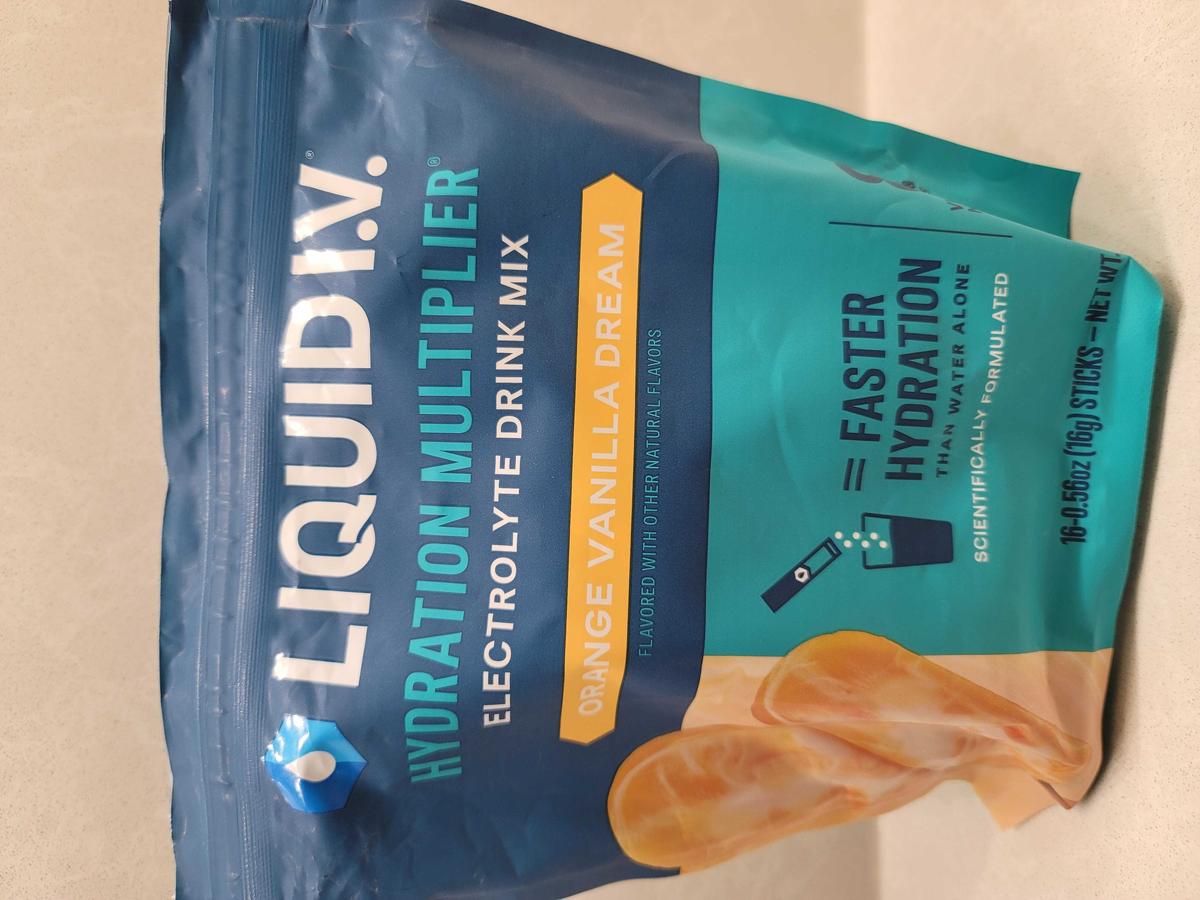 LIQUID I.V.®
HYDRATION MULTIPLIER®
ELECTROLYTE DRINK MIX
ORANGE VANILLA DREAM
FLAVORED WITH OTHER NATURAL FLAVORS
= FASTER
HYDRATION
THAN WATER ALONE
SCIENTIFICALLY FORMULATED
16-0.56oz (16g) STICKS – NET WT.